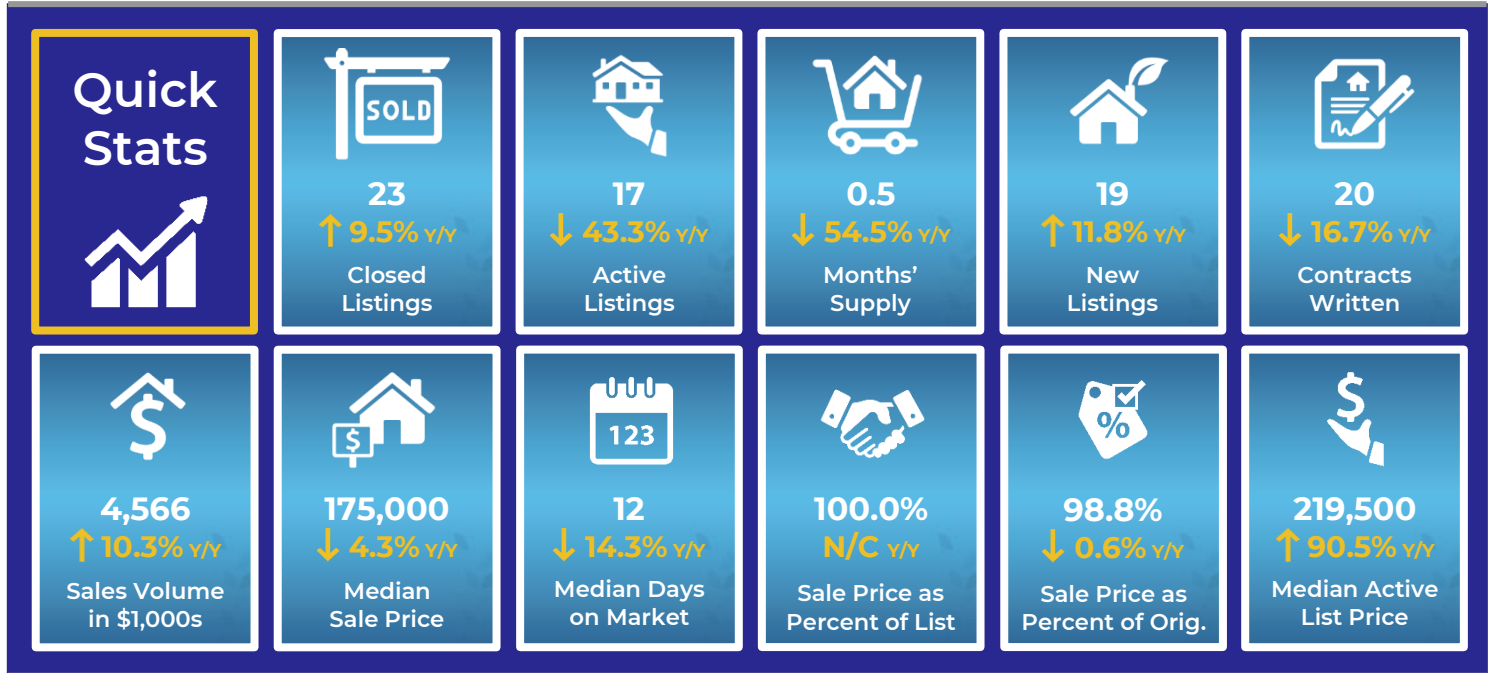 Quick
Stats
SOLD
23
↑ 9.5% Y/Y
Closed
Listings
17
↓ 43.3% Y/Y
Active
Listings
0.5
↓ 54.5% Y/Y
Months’
Supply
19
↑ 11.8% Y/Y
New
Listings
20
↓ 16.7% Y/Y
Contracts
Written
$
4,566
↑ 10.3% Y/Y
Sales Volume
in $1,000s
$
175,000
↓ 4.3% Y/Y
Median
Sale Price
123
12
↓ 14.3% Y/Y
Median Days
on Market
100.0%
N/C Y/Y
Sale Price as
Percent of List
%
98.8%
↓ 0.6% Y/Y
Sale Price as
Percent of Orig.
$
219,500
↑ 90.5% Y/Y
Median Active
List Price